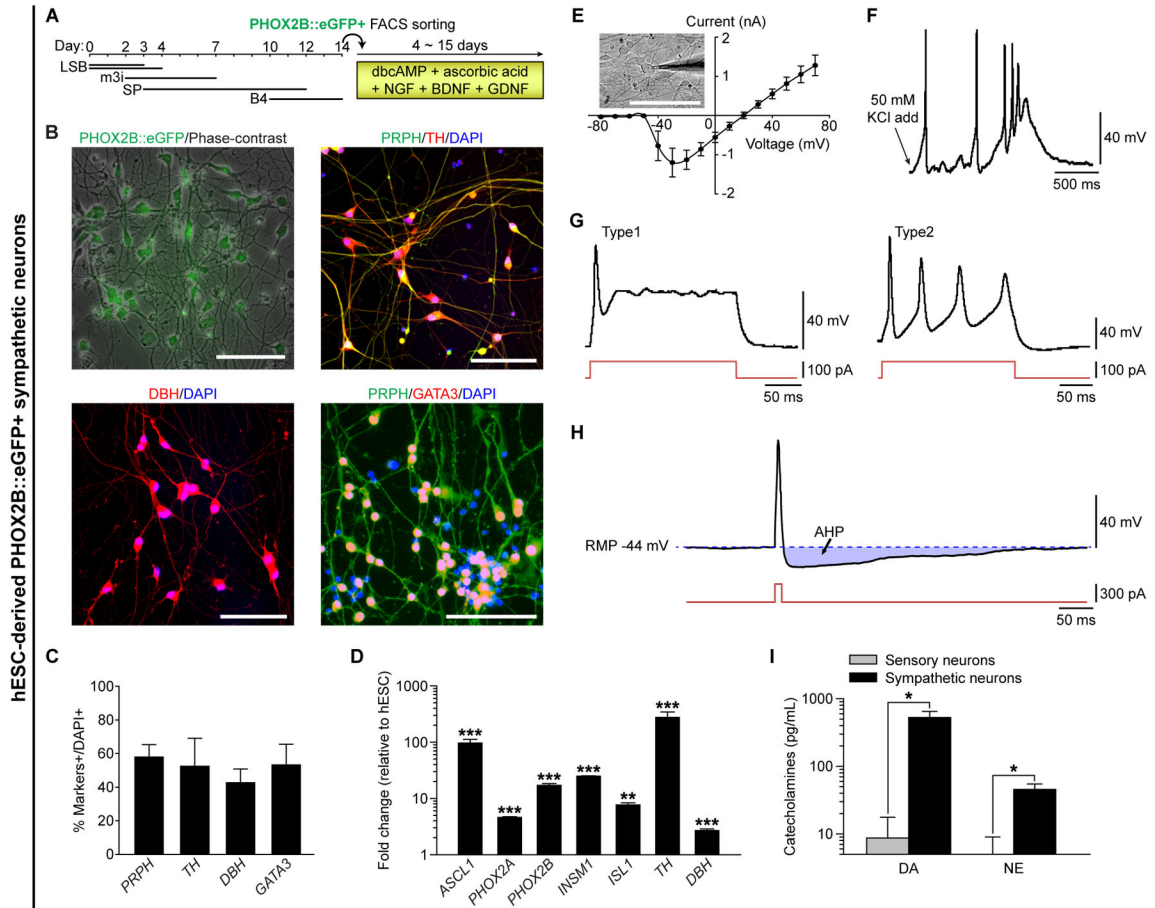 hESC-derived PHOX2B::eGFP+ sympathetic neurons
A
PHOX2B::eGFP+ FACS sorting
Day: 0 2 3 4 7 10 12 14
4 ~ 15 days
LSB
m3i
SP
B4
dbcAMP + ascorbic acid
+ NGF + BDNF + GDNF
B
PHOX2B::eGFP/Phase-contrast
PRPH/TH/DAPI
DBH/DAPI
PRPH/GATA3/DAPI
C
% Markers+/DAPI+
100
80
60
40
20
0
PRPH
TH
DBH
GATA3
D
Fold change (relative to hESC)
1000
100
10
1
***
***
***
***
**
***
***
ASCL1
PHOX2A
PHOX2B
INSM1
ISL1
TH
DBH
E
Current (nA)
2
1
-1
-2
-80
-40
0
40
80
Voltage (mV)
F
50 mM
KCl add
40 mV
500 ms
G
Type1
40 mV
100 pA
50 ms
Type2
40 mV
100 pA
50 ms
H
RMP -44 mV
AHP
40 mV
300 pA
50 ms
I
Sensory neurons
Sympathetic neurons
Catecholamines (pg/mL)
1000
100
10
*
*
DA
NE